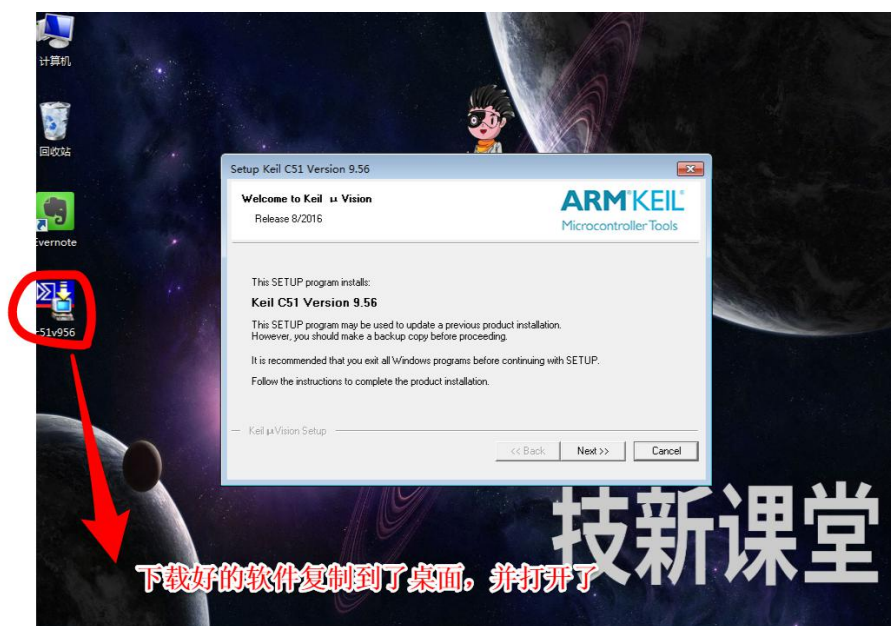 计算机
回收站
Evernote
c51v956
Setup Keil C51 Version 9.56
Welcome to Keil μ Vision
Release 8/2016
ARM®KEIL®
Microcontroller Tools
This SETUP program installs:
Keil C51 Version 9.56
This SETUP program may be used to update a previous product installation.
However, you should make a backup copy before proceeding.
It is recommended that you exit all Windows programs before continuing with SETUP.
Follow the instructions to complete the product installation.
Keil μVision Setup
<< Back
Next >>
Cancel
技新课堂
下载好的软件复制到了桌面，并打开了